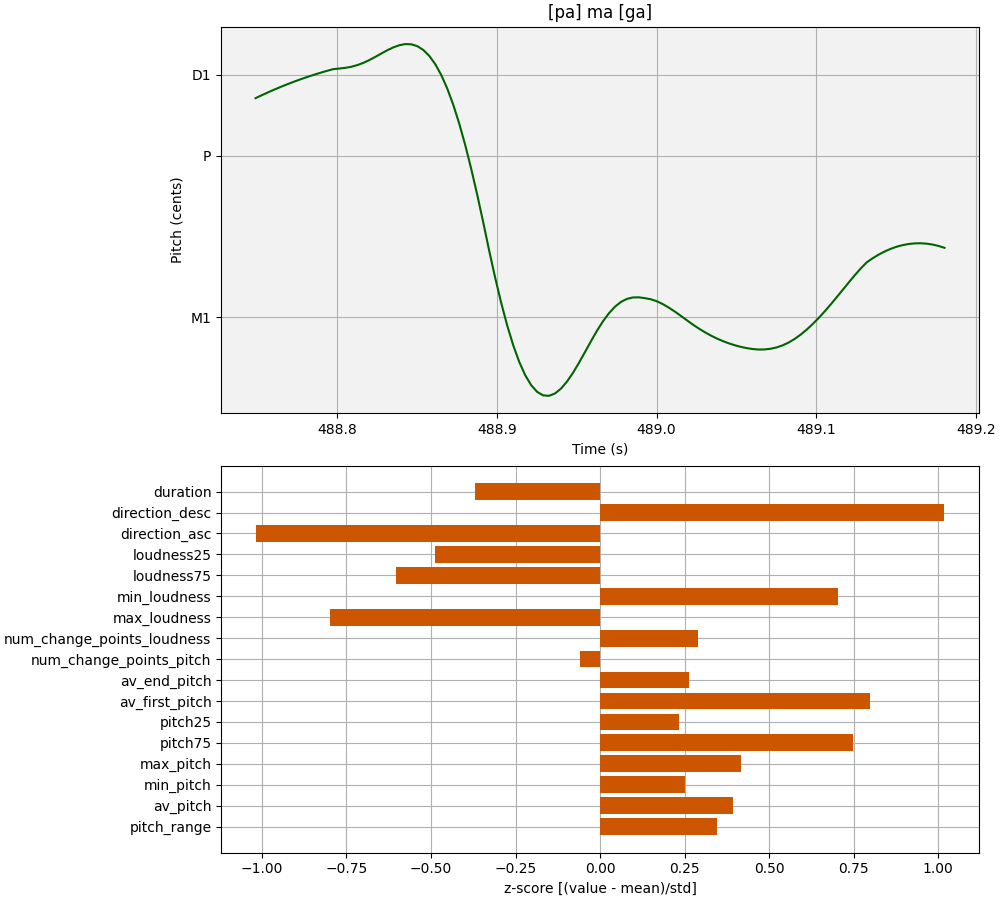 [pa] ma [ga]
D1
P
M1
Pitch (cents)
488.8 488.9 489.0 489.1 489.2
Time (s)
duration
direction_desc
direction_asc
loudness25
loudness75
min_loudness
max_loudness
num_change_points_loudness
num_change_points_pitch
av_end_pitch
av_first_pitch
pitch25
pitch75
max_pitch
min_pitch
av_pitch
pitch_range
−1.00 −0.75 −0.50 −0.25 0.00 0.25 0.50 0.75 1.00
z-score [(value - mean)/std]